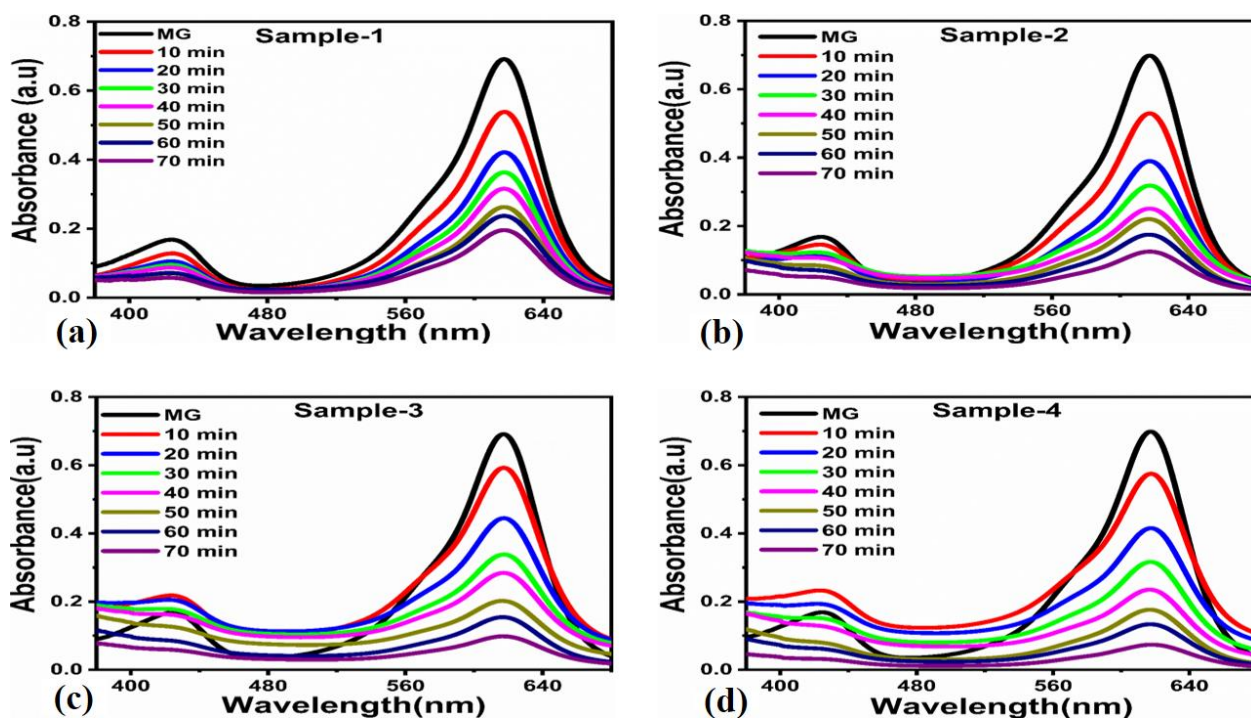 Sample-1
MG
10 min
20 min
30 min
40 min
50 min
60 min
70 min
0.8
0.6
0.4
0.2
0.0
Absorbance (a.u)
400 480 560 640
Wavelength (nm)
(a)
Sample-2
MG
10 min
20 min
30 min
40 min
50 min
60 min
70 min
0.8
0.6
0.4
0.2
0.0
Absorbance(a.u)
400 480 560 640
Wavelength(nm)
(b)
Sample-3
MG
10 min
20 min
30 min
40 min
50 min
60 min
70 min
0.8
0.6
0.4
0.2
0.0
Absorbance(a.u)
400 480 560 640
Wavelength(nm)
(c)
Sample-4
MG
10 min
20 min
30 min
40 min
50 min
60 min
70 min
0.8
0.6
0.4
0.2
0.0
Absorbance(a.u)
400 480 560 640
Wavelength(nm)
(d)